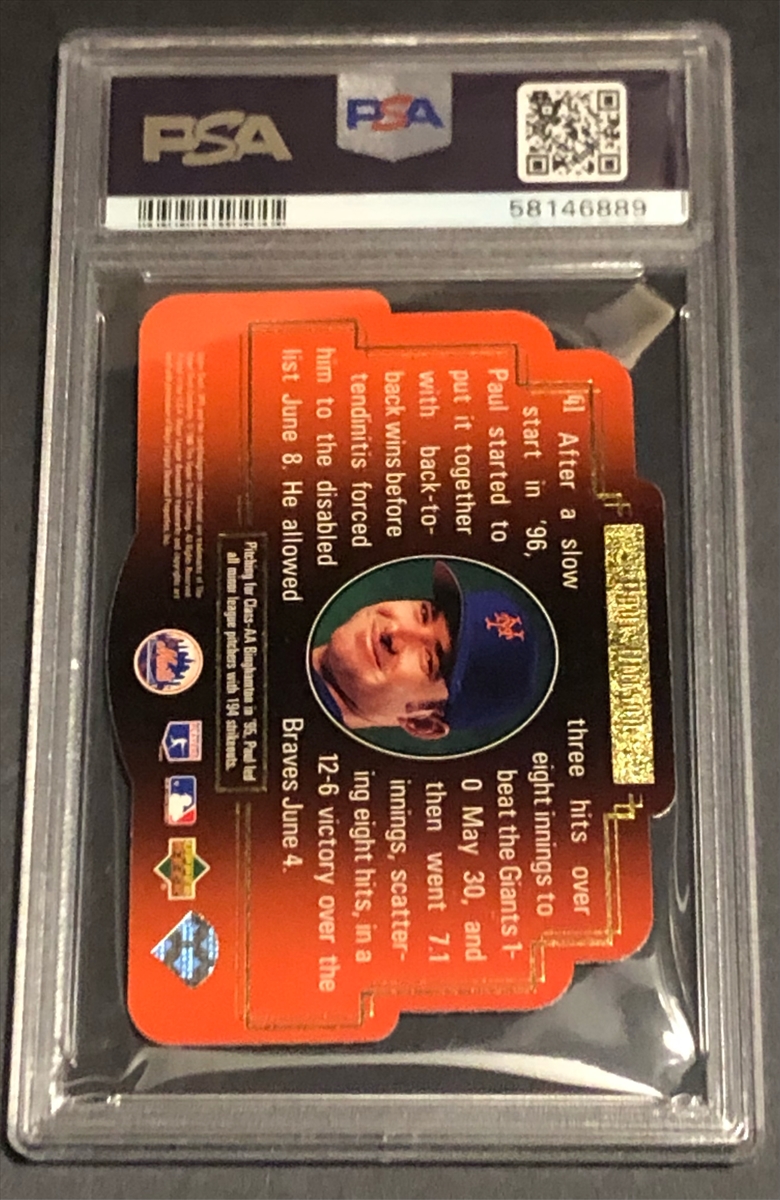 PSA
PSA
58146889
PAUL WILSON
After a slow
start in '96,
Paul started to
put it together
with back-to-
back wins before
tendinitis forced
him to the disabled
list June 8. He allowed
three hits over
eight innings to
beat the Giants 1-
0 May 30, and
then went 7.1
innings, scatter-
ing eight hits, in a
12-6 victory over the
Braves June 4.
Pitching for Class-AA Binghamton in '95, Paul led
all minor league pitchers with 194 strikeouts.
Mets